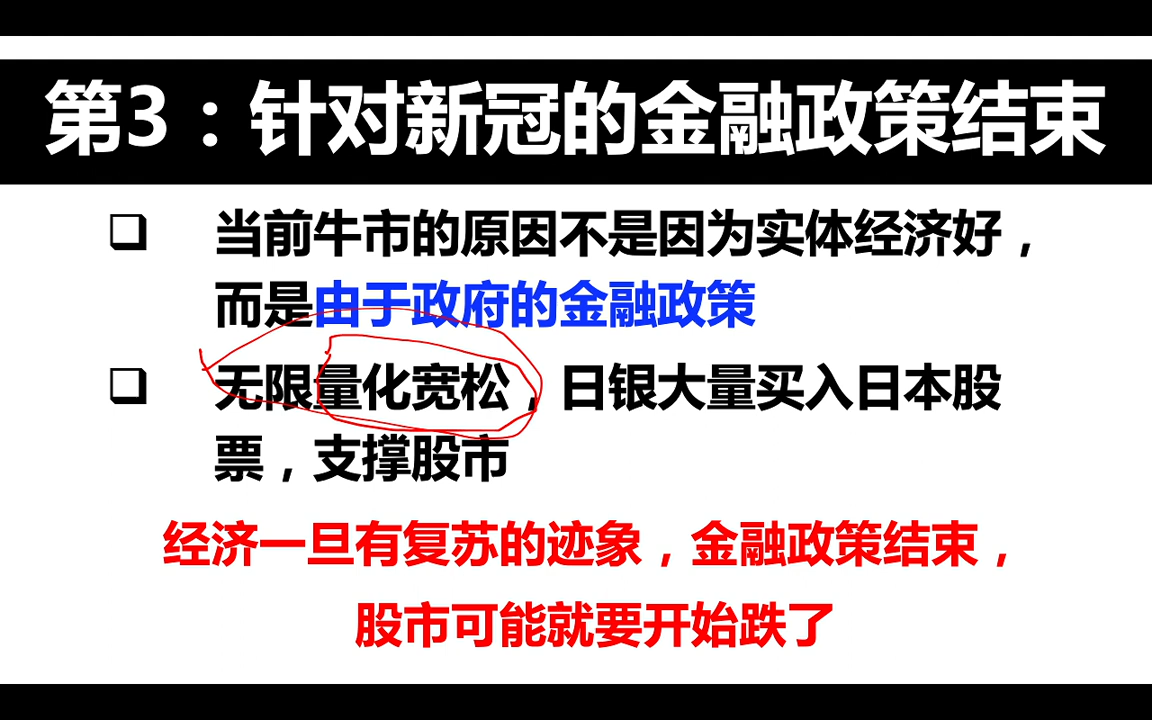 第3：针对新冠的金融政策结束
❑ 当前牛市的原因不是因为实体经济好，
而是由于政府的金融政策
❑ 无限量化宽松，日银大量买入日本股
票，支撑股市
经济一旦有复苏的迹象，金融政策结束，
股市可能就要开始跌了